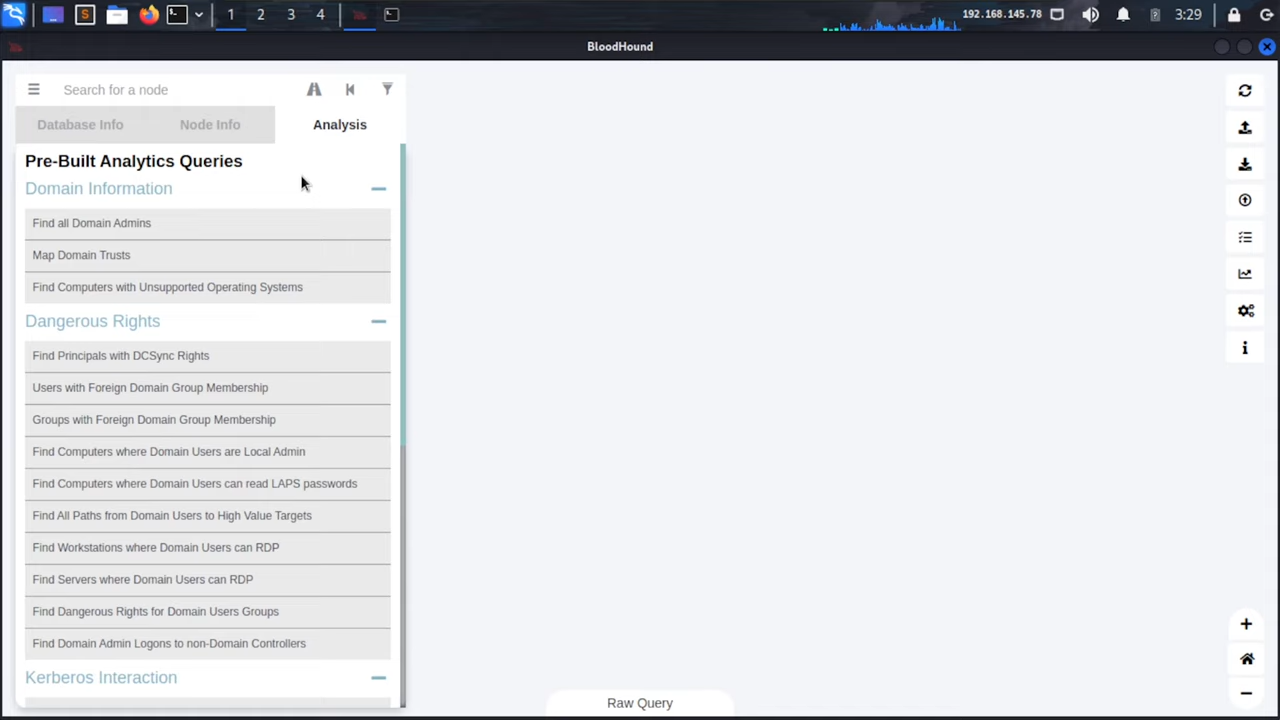 1 2 3 4
192.168.145.78
3:29
BloodHound
Search for a node
Database Info Node Info Analysis
Pre-Built Analytics Queries
Domain Information
Find all Domain Admins
Map Domain Trusts
Find Computers with Unsupported Operating Systems
Dangerous Rights
Find Principals with DCSync Rights
Users with Foreign Domain Group Membership
Groups with Foreign Domain Group Membership
Find Computers where Domain Users are Local Admin
Find Computers where Domain Users can read LAPS passwords
Find All Paths from Domain Users to High Value Targets
Find Workstations where Domain Users can RDP
Find Servers where Domain Users can RDP
Find Dangerous Rights for Domain Users Groups
Find Domain Admin Logons to non-Domain Controllers
Kerberos Interaction
Raw Query